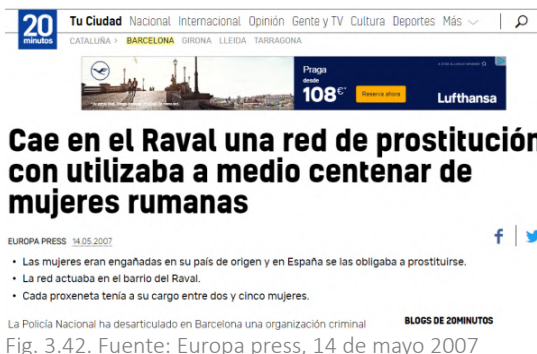 20
minutos
Tu Ciudad Nacional Internacional Opinión Gente y TV Cultura Deportes Más
CATALUÑA > BARCELONA GIRONA LLEIDA TARRAGONA
Praga
desde
108€*
Reserva ahora
Lufthansa
Cae en el Raval una red de prostitución
con utilizaba a medio centenar de
mujeres rumanas
EUROPA PRESS 14.05.2007
• Las mujeres eran engañadas en su país de origen y en España se las obligaba a prostituirse.
• La red actuaba en el barrio del Raval.
• Cada proxeneta tenía a su cargo entre dos y cinco mujeres.
La Policía Nacional ha desarticulado en Barcelona una organización criminal
BLOGS DE 20MINUTOS
Fig. 3.42. Fuente: Europa press, 14 de mayo 2007